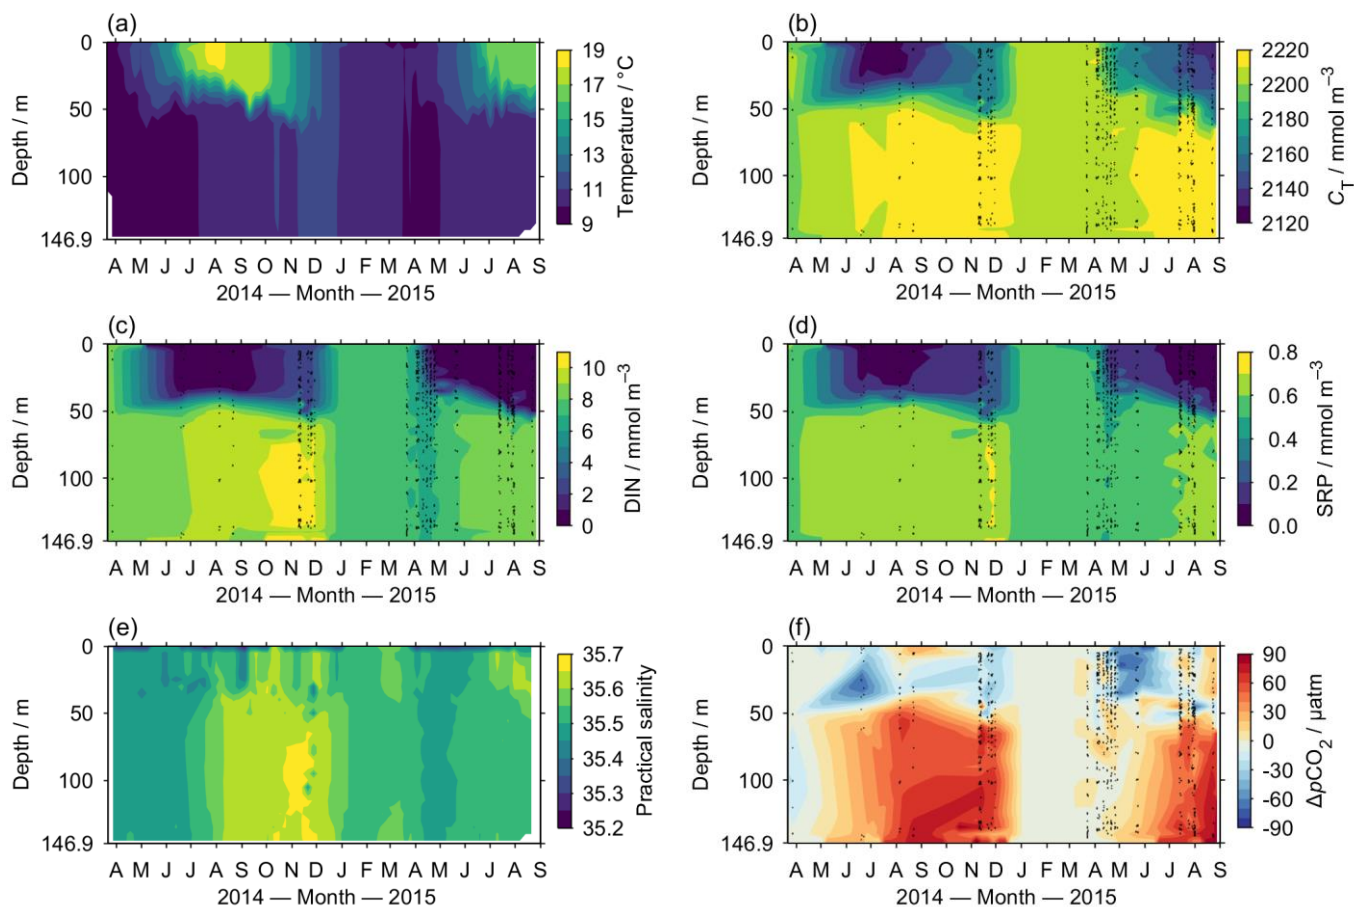 (a)
0
50
100
146.9
Depth / m
A M J J A S O N D J F M A M J J A S
2014 — Month — 2015
19
17
15
13
11
9
Temperature / °C
(b)
0
50
100
146.9
Depth / m
A M J J A S O N D J F M A M J J A S
2014 — Month — 2015
2220
2200
2180
2160
2140
2120
C_T / mmol m⁻³
(c)
0
50
100
146.9
Depth / m
A M J J A S O N D J F M A M J J A S
2014 — Month — 2015
10
8
6
4
2
0
DIN / mmol m⁻³
(d)
0
50
100
146.9
Depth / m
A M J J A S O N D J F M A M J J A S
2014 — Month — 2015
0.8
0.6
0.4
0.2
0.0
SRP / mmol m⁻³
(e)
0
50
100
146.9
Depth / m
A M J J A S O N D J F M A M J J A S
2014 — Month — 2015
35.7
35.6
35.5
35.4
35.3
35.2
Practical salinity
(f)
0
50
100
146.9
Depth / m
A M J J A S O N D J F M A M J J A S
2014 — Month — 2015
90
60
30
0
-30
-60
-90
ΔpCO₂ / µatm